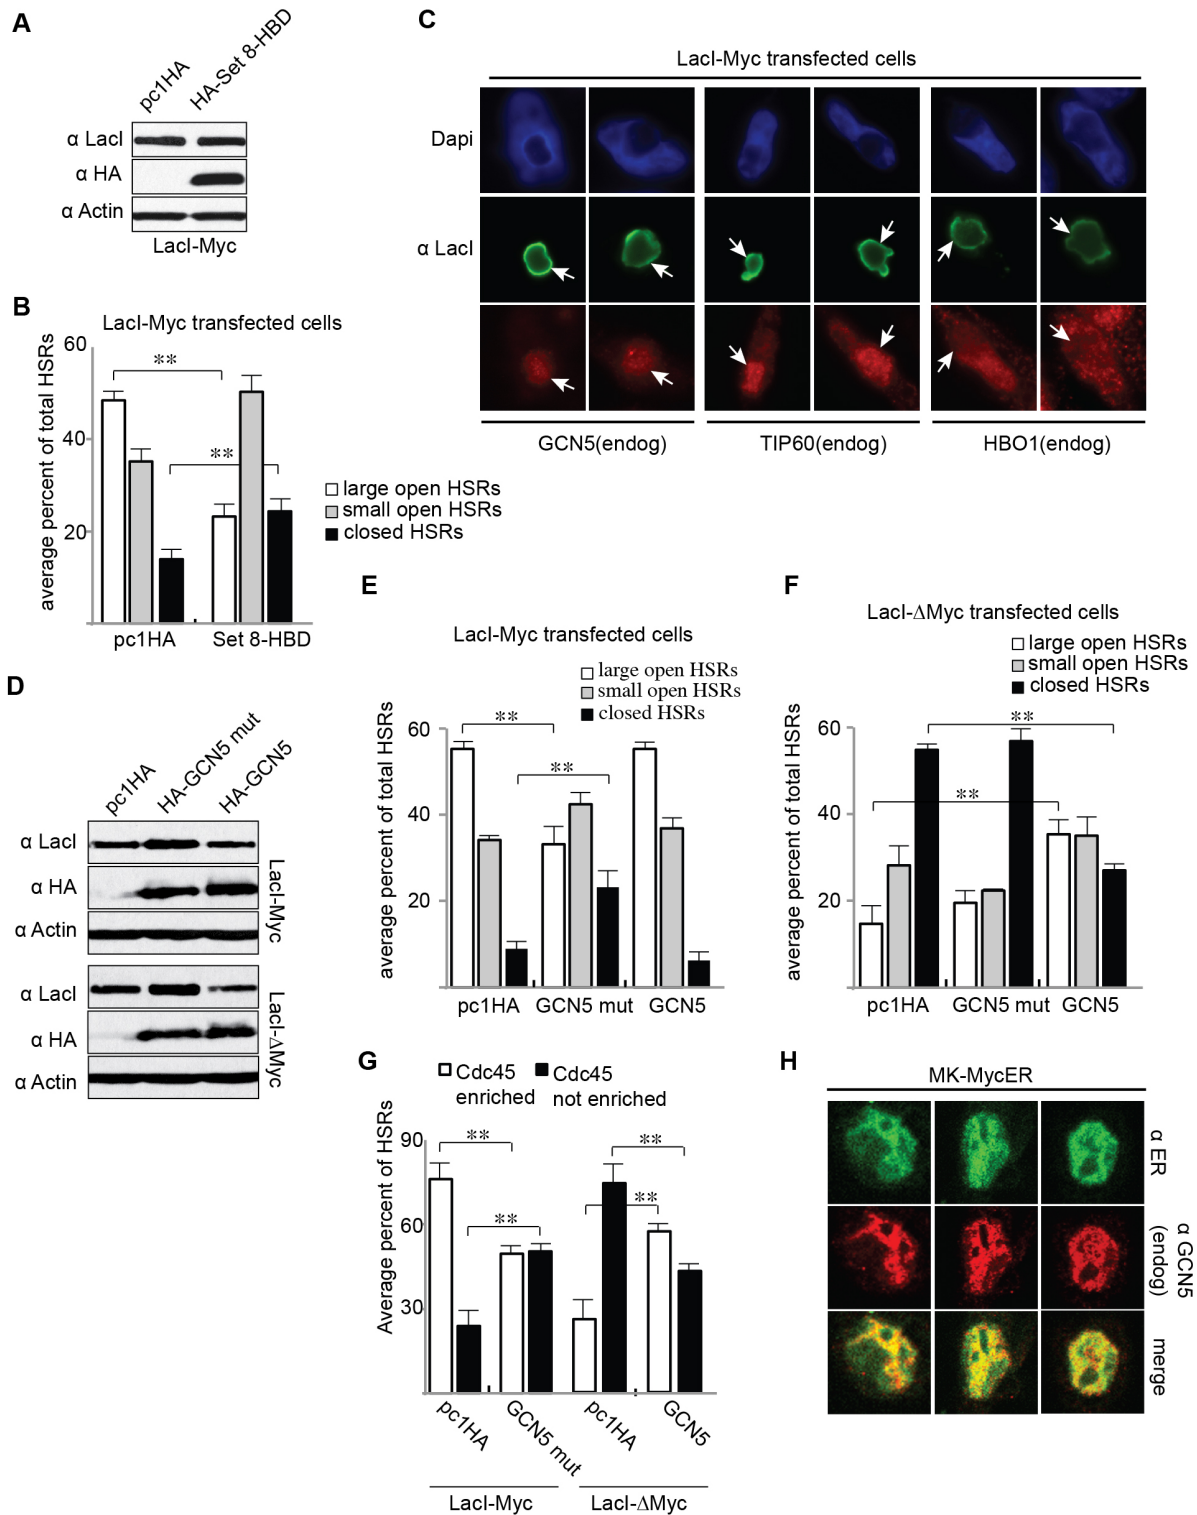 A
pc1HA
HA-Set 8-HBD
α LacI
α HA
α Actin
LacI-Myc
B
LacI-Myc transfected cells
average percent of total HSRs
60
40
20
**
**
pc1HA
Set 8-HBD
large open HSRs
small open HSRs
closed HSRs
C
LacI-Myc transfected cells
Dapi
α LacI
GCN5(endog)
TIP60(endog)
HBO1(endog)
D
pc1HA
HA-GCN5 mut
HA-GCN5
α LacI
α HA
α Actin
LacI-Myc
α LacI
α HA
α Actin
LacI-ΔMyc
E
LacI-Myc transfected cells
large open HSRs
small open HSRs
closed HSRs
average percent of total HSRs
60
40
20
**
**
pc1HA
GCN5 mut
GCN5
F
LacI-ΔMyc transfected cells
large open HSRs
small open HSRs
closed HSRs
average percent of total HSRs
60
40
20
**
**
pc1HA
GCN5 mut
GCN5
G
Cdc45
enriched
Cdc45
not enriched
Average percent of HSRs
90
60
30
**
**
**
**
pc1HA
GCN5 mut
pc1HA
GCN5
LacI-Myc
LacI-ΔMyc
H
MK-MycER
α ER
α GCN5
(endog)
merge